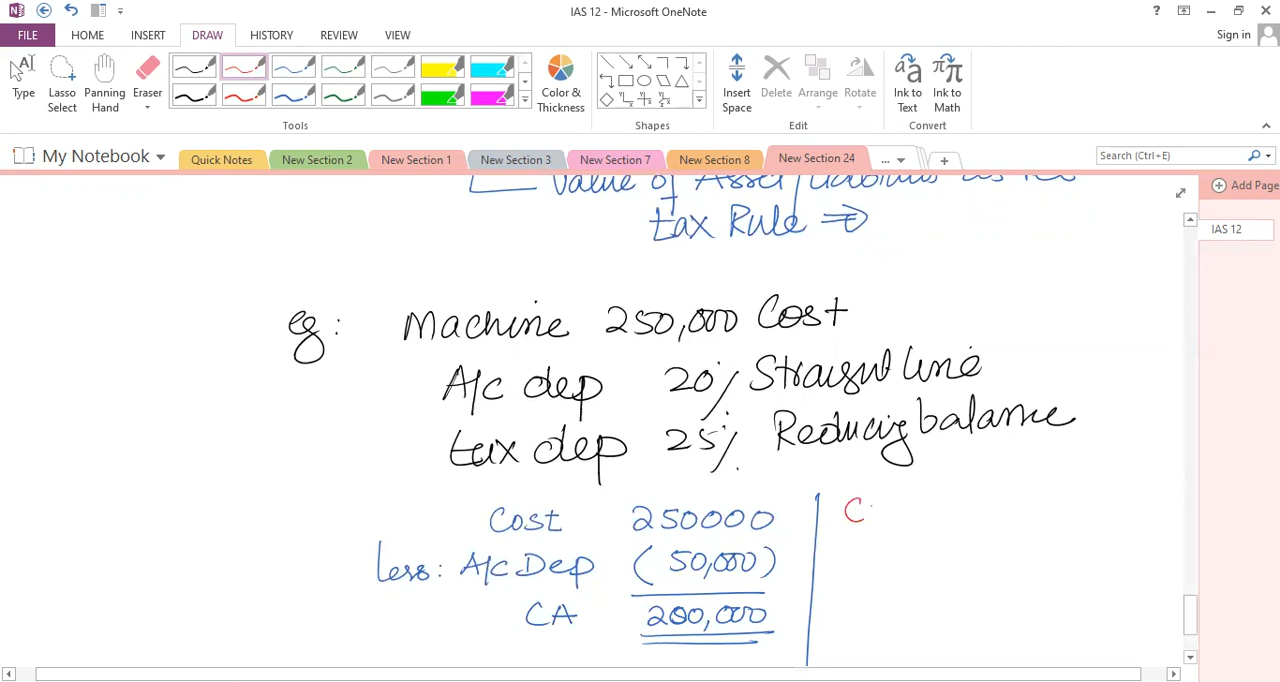 IAS 12 - Microsoft OneNote
FILE HOME INSERT DRAW HISTORY REVIEW VIEW Sign in
Type Lasso Select Panning Hand Eraser Color & Thickness Insert Space Delete Arrange Rotate Ink to Text Ink to Math
Tools Shapes Edit Convert
My Notebook Quick Notes New Section 2 New Section 1 New Section 3 New Section 7 New Section 8 New Section 24 ... Search (Ctrl+E)
Add Page
IAS 12
Value of Asset/
tax Rule ⇒
eg: Machine 250,000 Cost
A/c dep 20% Straight line
tax dep 25% Reducing balance
Cost 250000 C
less: A/c Dep (50,000)
CA 200,000